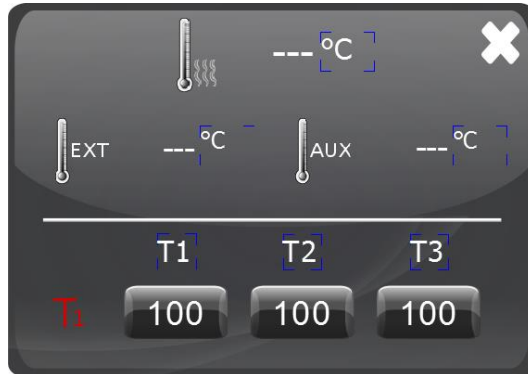 --- °C
EXT --- °C AUX --- °C
T1 T2 T3
T1 100 100 100